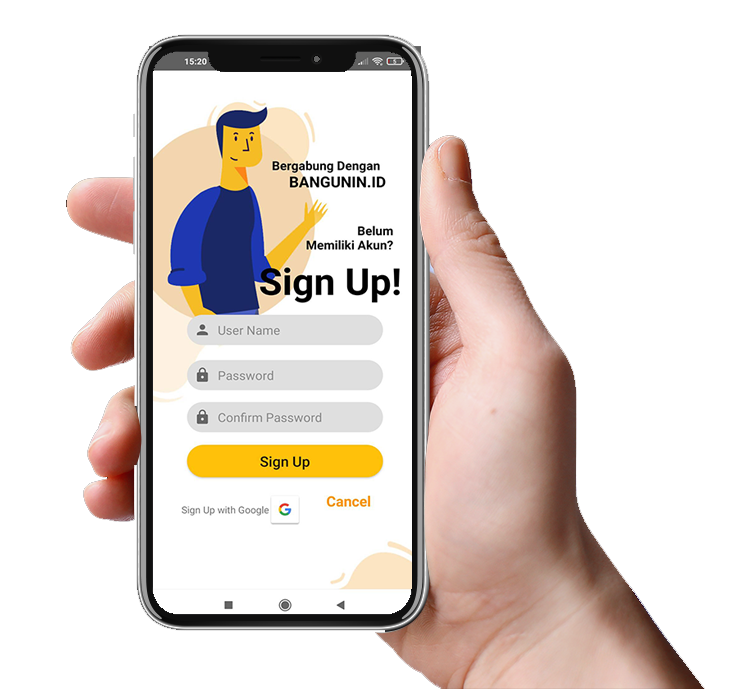 15:20
Bergabung Dengan
BANGUNIN.ID
Belum
Memiliki Akun?
Sign Up!
User Name
Password
Confirm Password
Sign Up
Sign Up with Google
Cancel